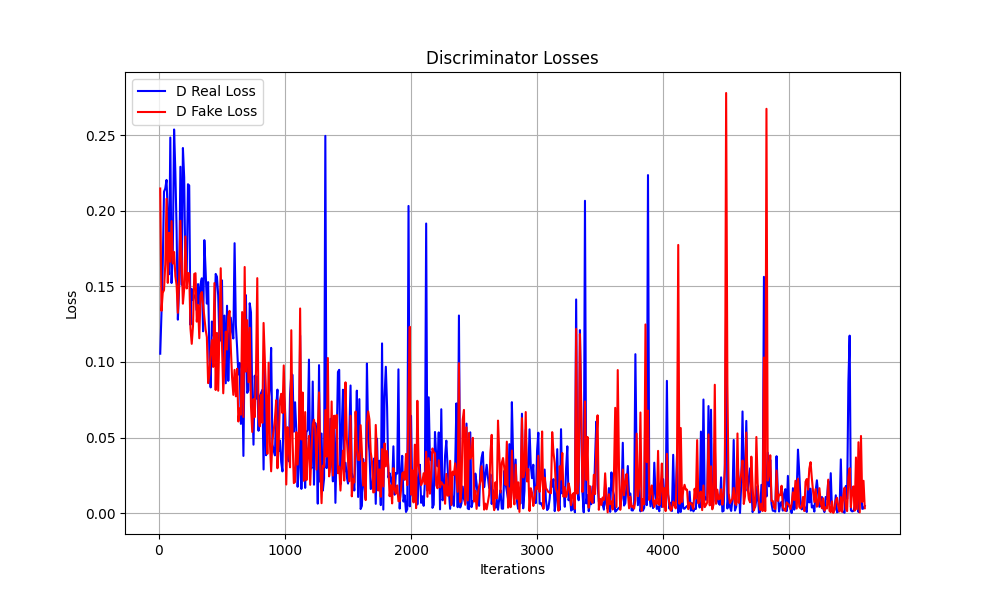 Discriminator Losses
D Real Loss
D Fake Loss
0.25
0.20
0.15
0.10
0.05
0.00
Loss
0 1000 2000 3000 4000 5000
Iterations